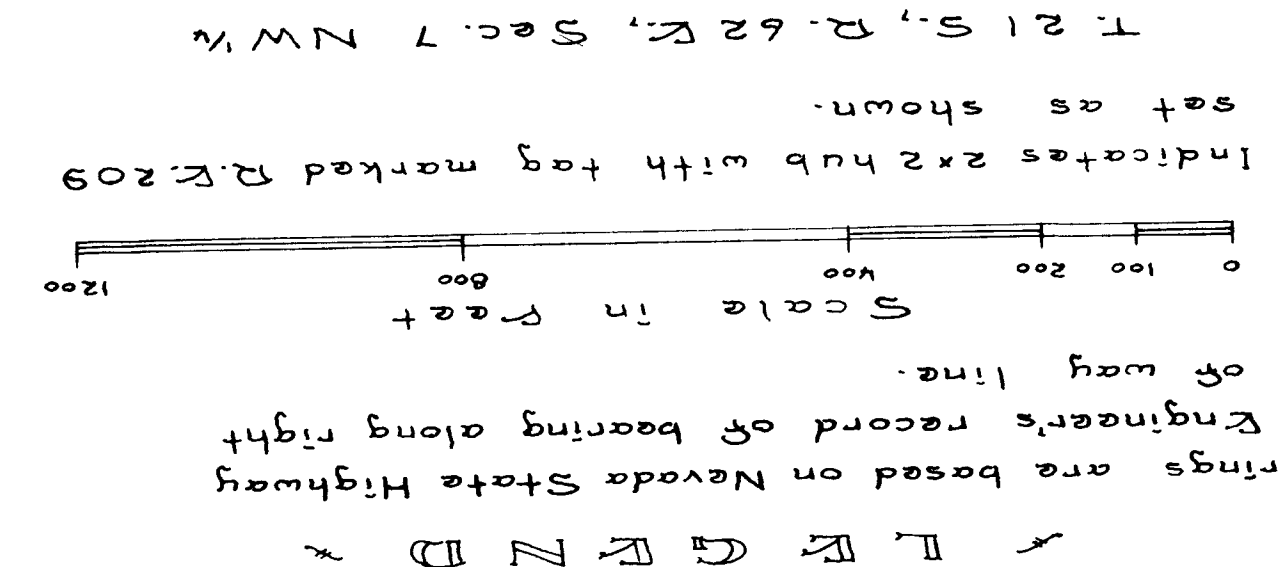 * LEGEND *
rings are based on Nevada State Highway
Engineer's record of bearing along right
of way line.
Scale in Feet
0 100 200 400 800 1200
Indicates 2x2 hub with tag marked R.E. 209
set as shown.
T. 21 S., R. 62 E., Sec. 7 NW 1/4